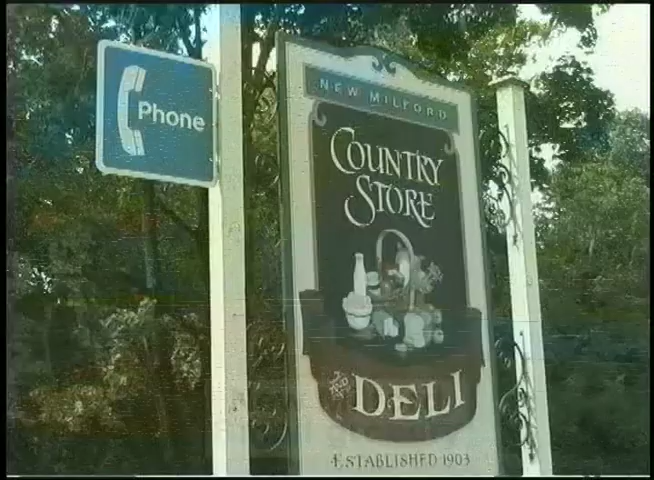 Phone
NEW MILFORD
COUNTRY
STORE
AND DELI
ESTABLISHED 1903